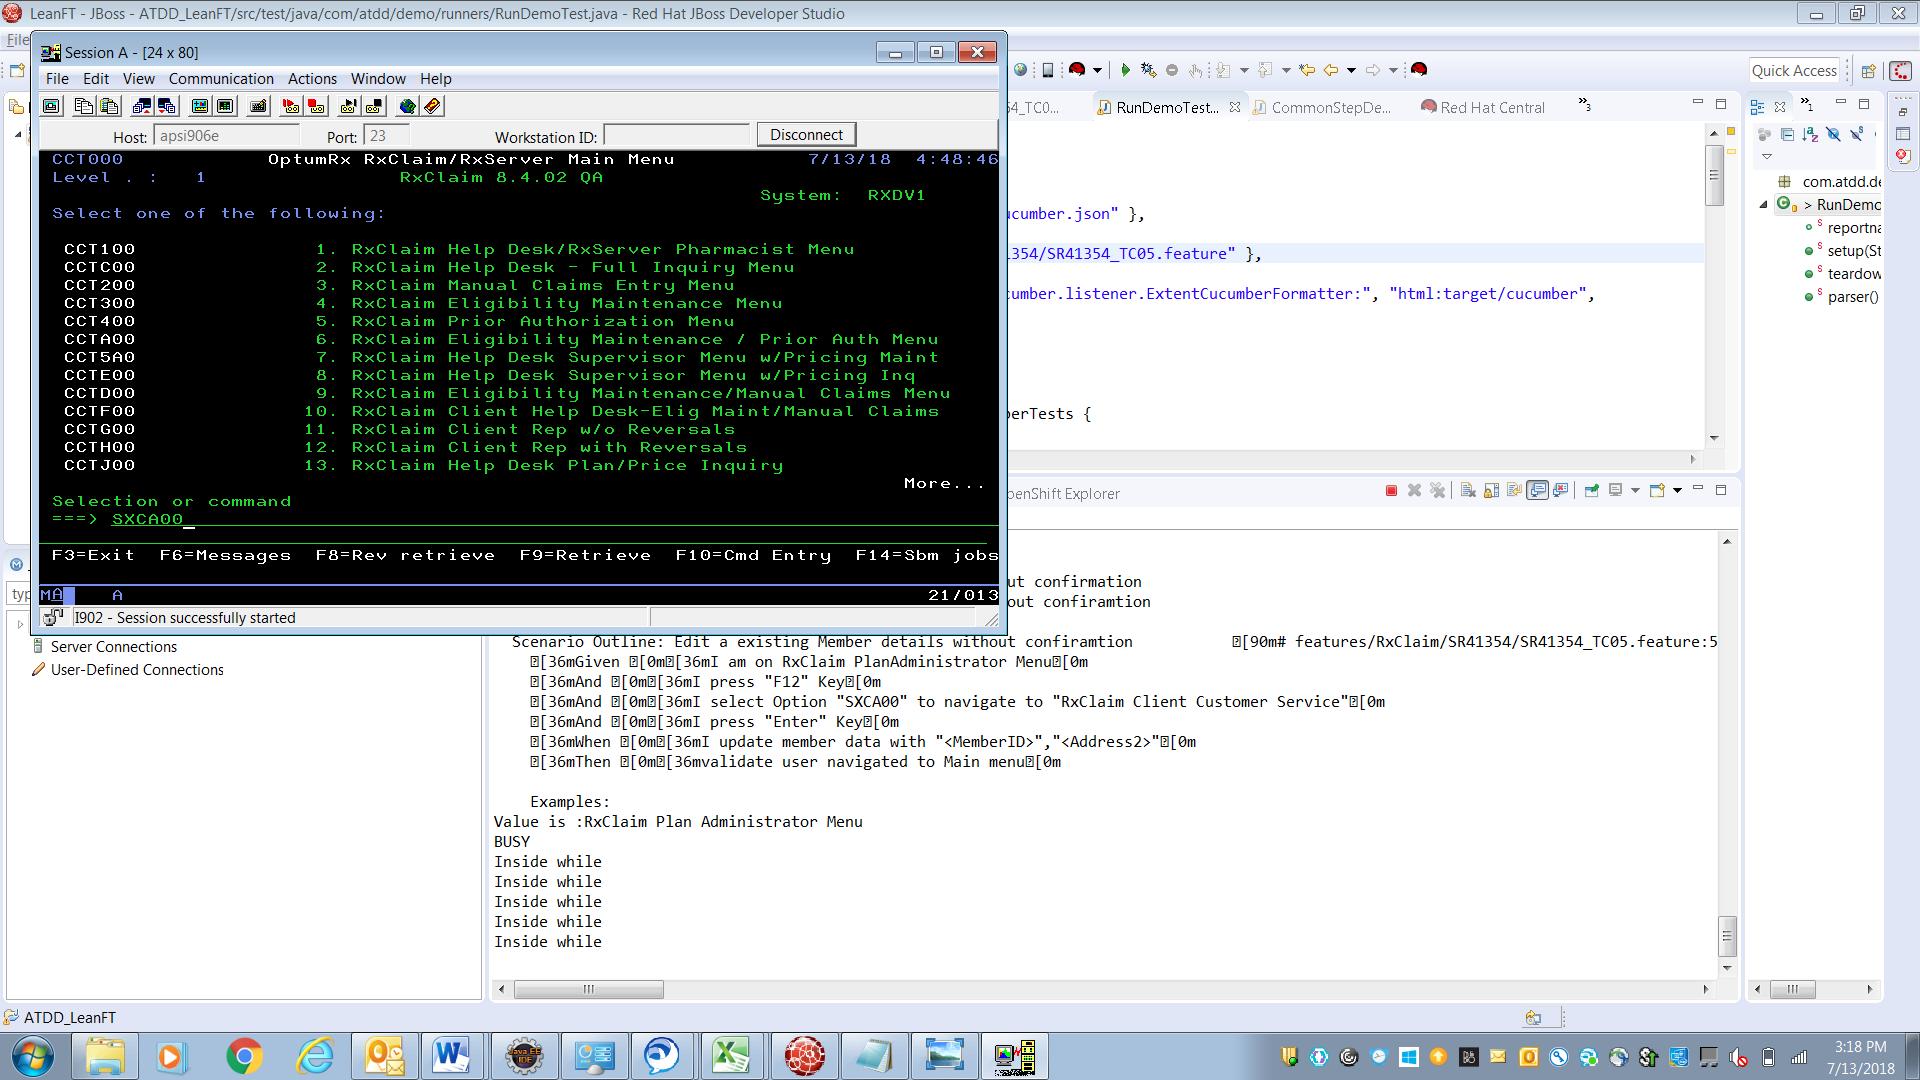 LeanFT - JBoss - ATDD_LeanFT/src/test/java/com/atdd/demo/runners/RunDemoTest.java - Red Hat JBoss Developer Studio
File
Session A - [24 x 80]
File Edit View Communication Actions Window Help
Host: apsi906e Port: 23 Workstation ID: Disconnect
CCT000 OptumRx RxClaim/RxServer Main Menu 7/13/18 4:48:46
Level . : 1 RxClaim 8.4.02 QA
System: RXDV1
Select one of the following:
CCT100 1. RxClaim Help Desk/RxServer Pharmacist Menu
CCTC00 2. RxClaim Help Desk - Full Inquiry Menu
CCT200 3. RxClaim Manual Claims Entry Menu
CCT300 4. RxClaim Eligibility Maintenance Menu
CCT400 5. RxClaim Prior Authorization Menu
CCTA00 6. RxClaim Eligibility Maintenance / Prior Auth Menu
CCT5A0 7. RxClaim Help Desk Supervisor Menu w/Pricing Maint
CCTE00 8. RxClaim Help Desk Supervisor Menu w/Pricing Inq
CCTD00 9. RxClaim Eligibility Maintenance/Manual Claims Menu
CCTF00 10. RxClaim Client Help Desk-Elig Maint/Manual Claims
CCTG00 11. RxClaim Client Rep w/o Reversals
CCTH00 12. RxClaim Client Rep with Reversals
CCTJ00 13. RxClaim Help Desk Plan/Price Inquiry
More...
Selection or command
===> SXCA00_
F3=Exit F6=Messages F8=Rev retrieve F9=Retrieve F10=Cmd Entry F14=Sbm jobs
MA A 21/013
I902 - Session successfully started
Quick Access
54_TC0... RunDemoTest... CommonStepDe... Red Hat Central »3
»1
ucumber.json" },
1354/SR41354_TC05.feature" },
cumber.listener.ExtentCucumberFormatter:", "html:target/cucumber",
berTests {
com.atdd.de
> RunDemo
reportna
setup(St
teardow
parser()
penShift Explorer
typ
Server Connections
User-Defined Connections
out confirmation
out confiramtion
Scenario Outline: Edit a existing Member details without confiramtion [90m# features/RxClaim/SR41354/SR41354_TC05.feature:5
[36mGiven [0m[36mI am on RxClaim PlanAdministrator Menu[0m
[36mAnd [0m[36mI press "F12" Key[0m
[36mAnd [0m[36mI select Option "SXCA00" to navigate to "RxClaim Client Customer Service"[0m
[36mAnd [0m[36mI press "Enter" Key[0m
[36mWhen [0m[36mI update member data with "<MemberID>","<Address2>"[0m
[36mThen [0m[36mvalidate user navigated to Main menu[0m
Examples:
Value is :RxClaim Plan Administrator Menu
BUSY
Inside while
Inside while
Inside while
Inside while
Inside while
ATDD_LeanFT
Java EE
IDE
3:18 PM
7/13/2018